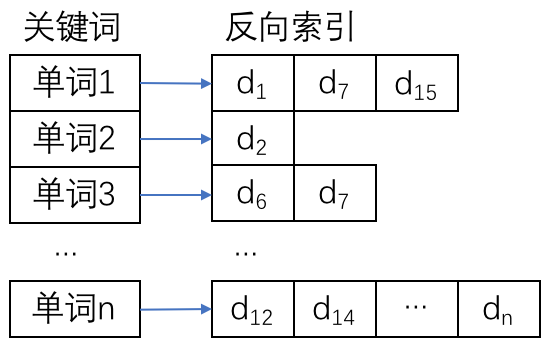 关键词 反向索引
单词1 d₁ d₇ d₁₅
单词2 d₂
单词3 d₆ d₇
... ...
单词n d₁₂ d₁₄ ... dₙ